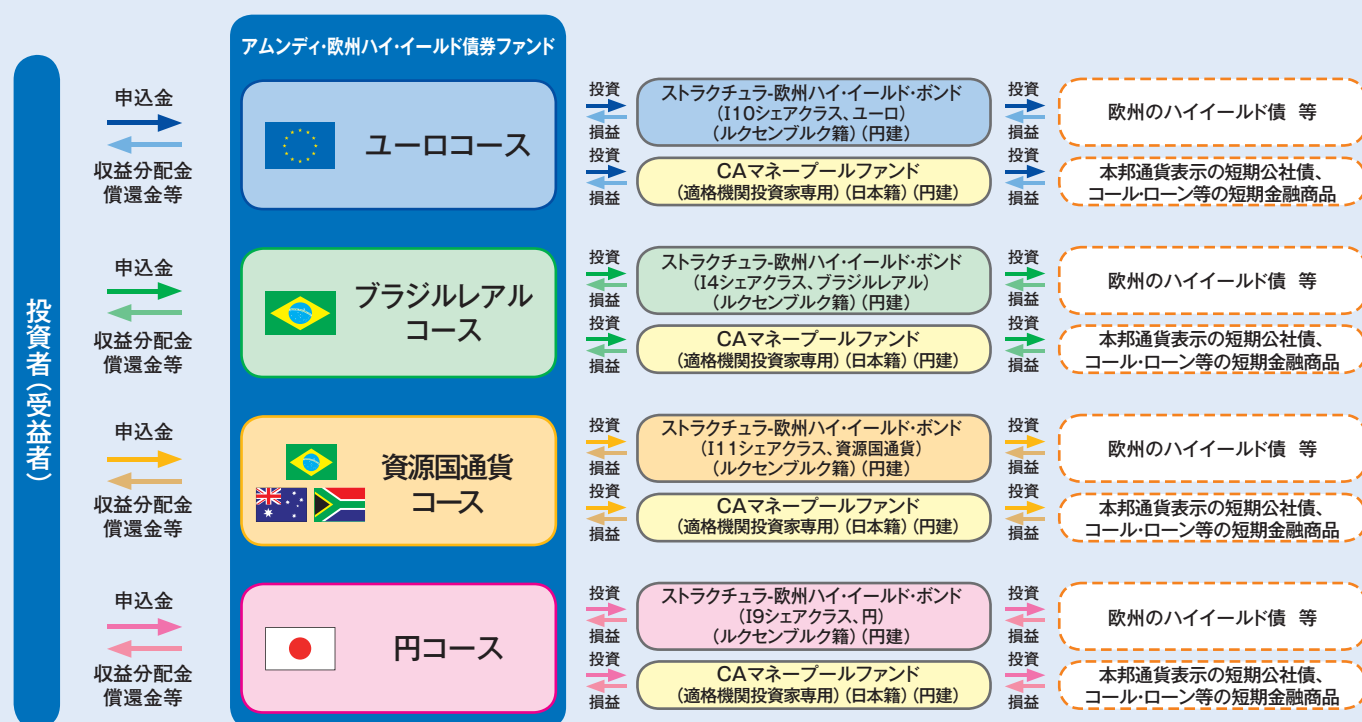 投資者(受益者)
アムンディ・欧州ハイ・イールド債券ファンド
申込金
収益分配金
償還金等
ユーロコース
投資
損益
ストラクチュラ-欧州ハイ・イールド・ボンド
(I10シェアクラス、ユーロ)
(ルクセンブルク籍)(円建)
投資
損益
欧州のハイイールド債 等
投資
損益
CAマネープールファンド
(適格機関投資家専用)(日本籍)(円建)
投資
損益
本邦通貨表示の短期公社債、
コール・ローン等の短期金融商品
申込金
収益分配金
償還金等
ブラジルレアル
コース
投資
損益
ストラクチュラ-欧州ハイ・イールド・ボンド
(I4シェアクラス、ブラジルレアル)
(ルクセンブルク籍)(円建)
投資
損益
欧州のハイイールド債 等
投資
損益
CAマネープールファンド
(適格機関投資家専用)(日本籍)(円建)
投資
損益
本邦通貨表示の短期公社債、
コール・ローン等の短期金融商品
申込金
収益分配金
償還金等
資源国通貨
コース
投資
損益
ストラクチュラ-欧州ハイ・イールド・ボンド
(I11シェアクラス、資源国通貨)
(ルクセンブルク籍)(円建)
投資
損益
欧州のハイイールド債 等
投資
損益
CAマネープールファンド
(適格機関投資家専用)(日本籍)(円建)
投資
損益
本邦通貨表示の短期公社債、
コール・ローン等の短期金融商品
申込金
収益分配金
償還金等
円コース
投資
損益
ストラクチュラ-欧州ハイ・イールド・ボンド
(I9シェアクラス、円)
(ルクセンブルク籍)(円建)
投資
損益
欧州のハイイールド債 等
投資
損益
CAマネープールファンド
(適格機関投資家専用)(日本籍)(円建)
投資
損益
本邦通貨表示の短期公社債、
コール・ローン等の短期金融商品